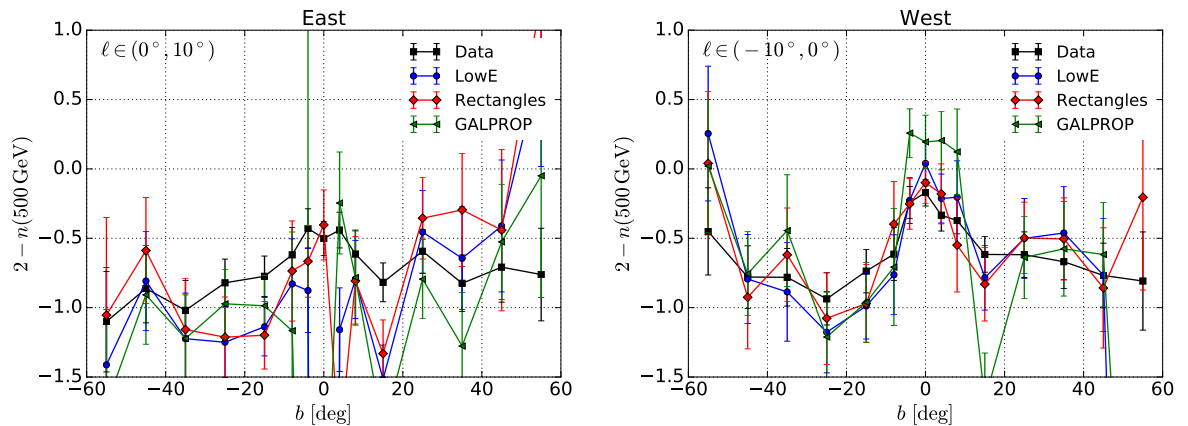 East
ℓ∈(0°, 10°)
Data
LowE
Rectangles
GALPROP
1.0
0.5
0.0
−0.5
−1.0
−1.5
2 − n(500 GeV)
−60 −40 −20 0 20 40 60
b [deg]
West
ℓ∈(−10°, 0°)
Data
LowE
Rectangles
GALPROP
1.0
0.5
0.0
−0.5
−1.0
−1.5
2 − n(500 GeV)
−60 −40 −20 0 20 40 60
b [deg]